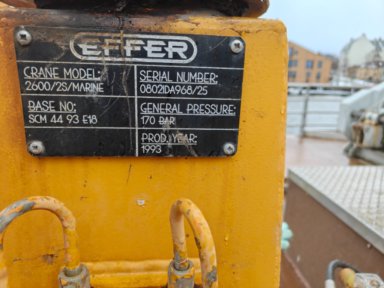 EFFER
CRANE MODEL:
2600/2S/MARINE
SERIAL NUMBER:
0802IDA968/25
BASE NO:
SCM 44 93 E18
GENERAL PRESSURE:
170 BAR
PROD. YEAR:
1993